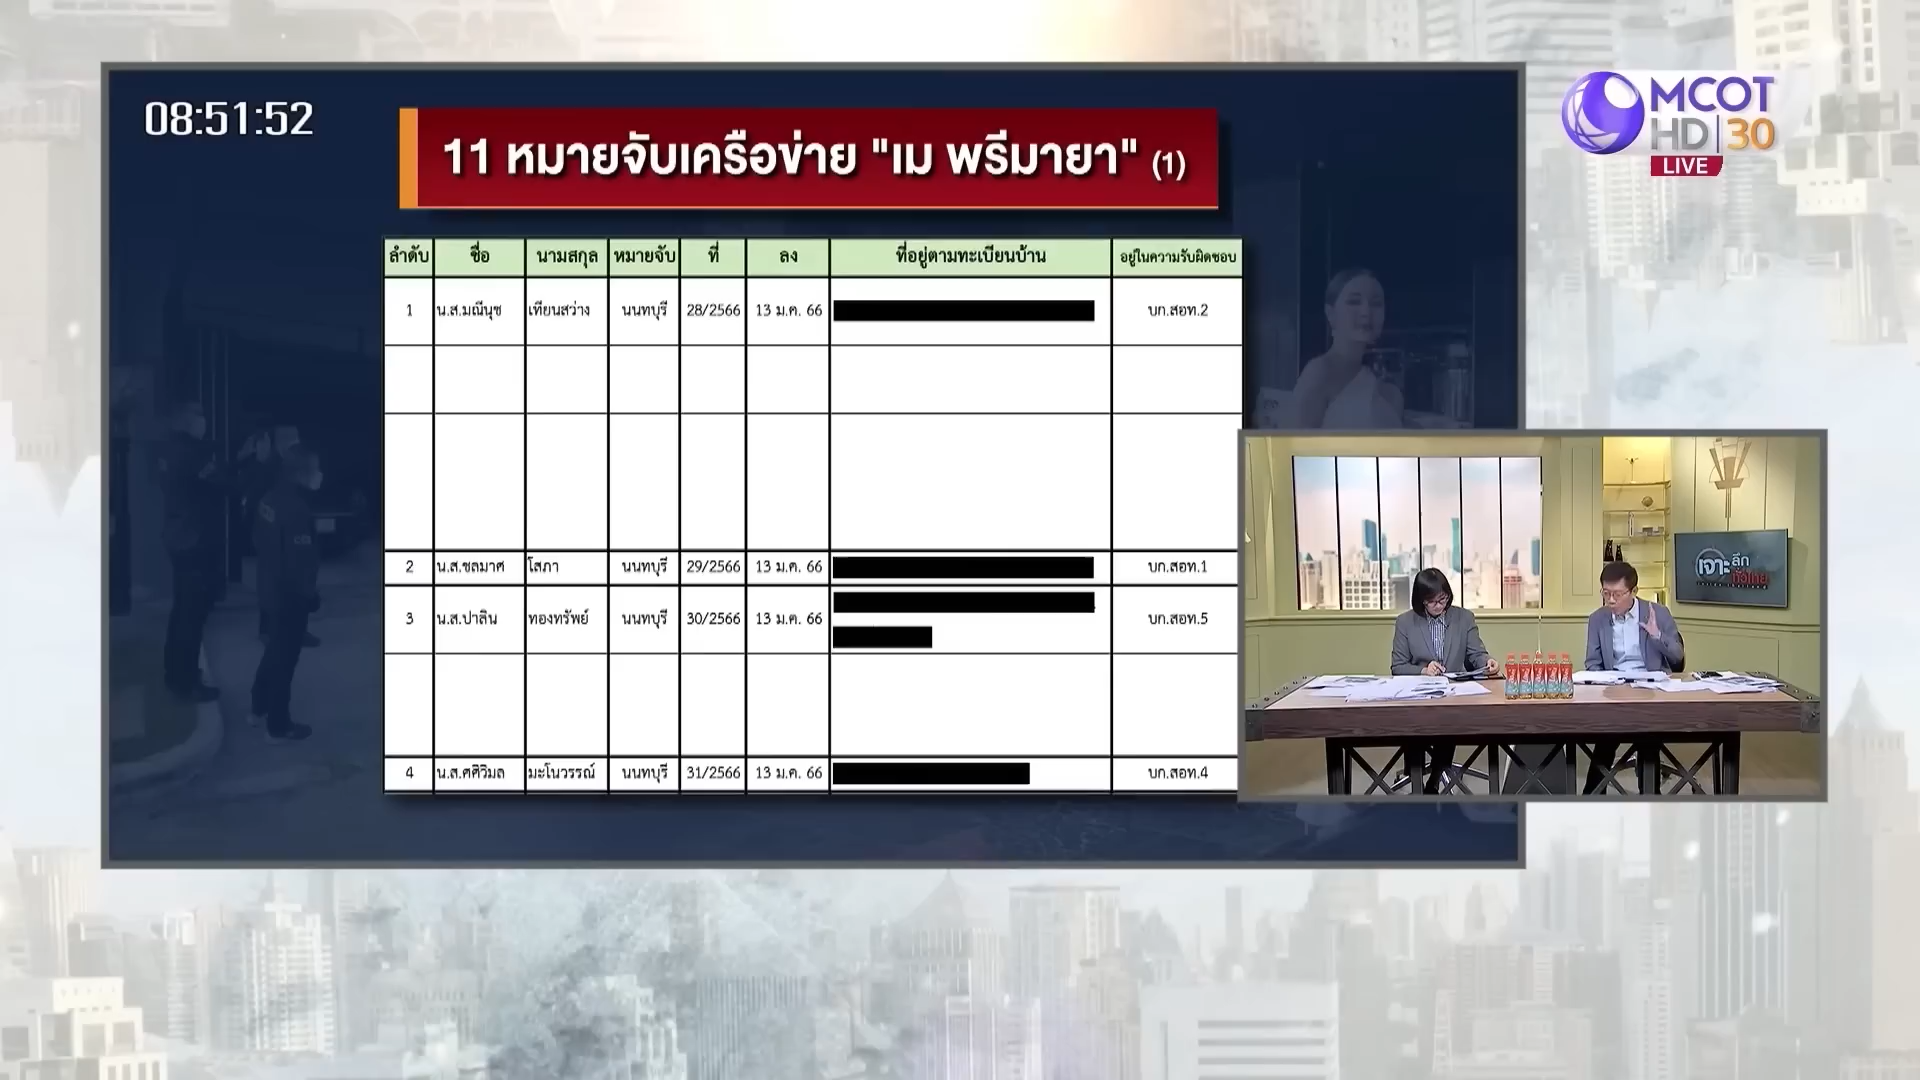 08:51:52
11 หมายจับเครือข่าย "เม พรีมายา" (1)
MCOT
HD 30
LIVE
ลำดับ ชื่อ นามสกุล หมายจับ ที่ ลง ที่อยู่ตามทะเบียนบ้าน อยู่ในความรับผิดชอบ
1 น.ส.มณีนุช เทียนสว่าง นนทบุรี 28/2566 13 ม.ค. 66 บก.สอท.2
2 น.ส.ชลมาศ โสภา นนทบุรี 29/2566 13 ม.ค. 66 บก.สอท.1
3 น.ส.ปาลิน ทองทรัพย์ นนทบุรี 30/2566 13 ม.ค. 66 บก.สอท.5
4 น.ส.ศศิวิมล มะโนวรรณ์ นนทบุรี 31/2566 13 ม.ค. 66 บก.สอท.4
เจาะลึก
ทั่วไทย